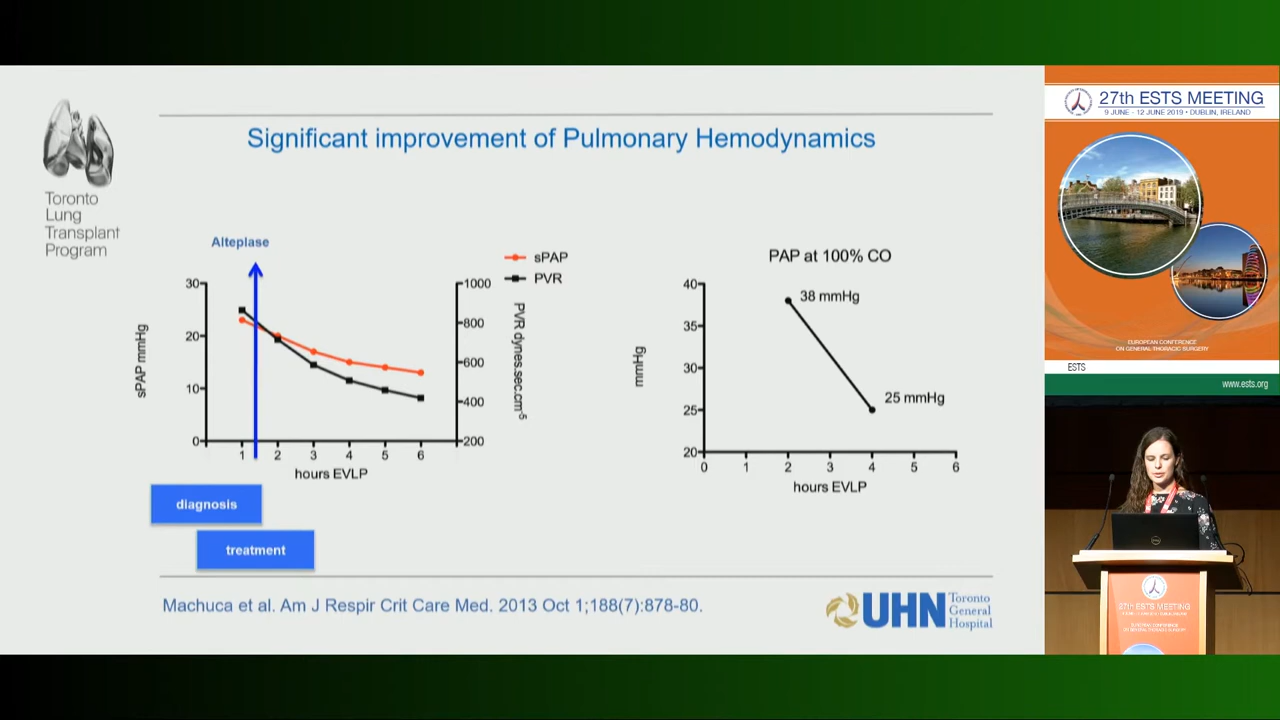 Significant improvement of Pulmonary Hemodynamics
Toronto
Lung
Transplant
Program
Alteplase
sPAP
PVR
30
20
10
0
sPAP mmHg
1000
800
600
400
200
PVR dynes.sec.cm-5
1 2 3 4 5 6
hours EVLP
diagnosis
treatment
PAP at 100% CO
40
35
30
25
20
mmHg
38 mmHg
25 mmHg
0 1 2 3 4 5 6
hours EVLP
Machuca et al. Am J Respir Crit Care Med. 2013 Oct 1;188(7):878-80.
UHN
Toronto
General
Hospital
27th ESTS MEETING
9 JUNE - 12 JUNE 2019 • DUBLIN, IRELAND
EUROPEAN CONFERENCE
ON GENERAL THORACIC SURGERY
ESTS
www.ests.org
27th ESTS MEETING